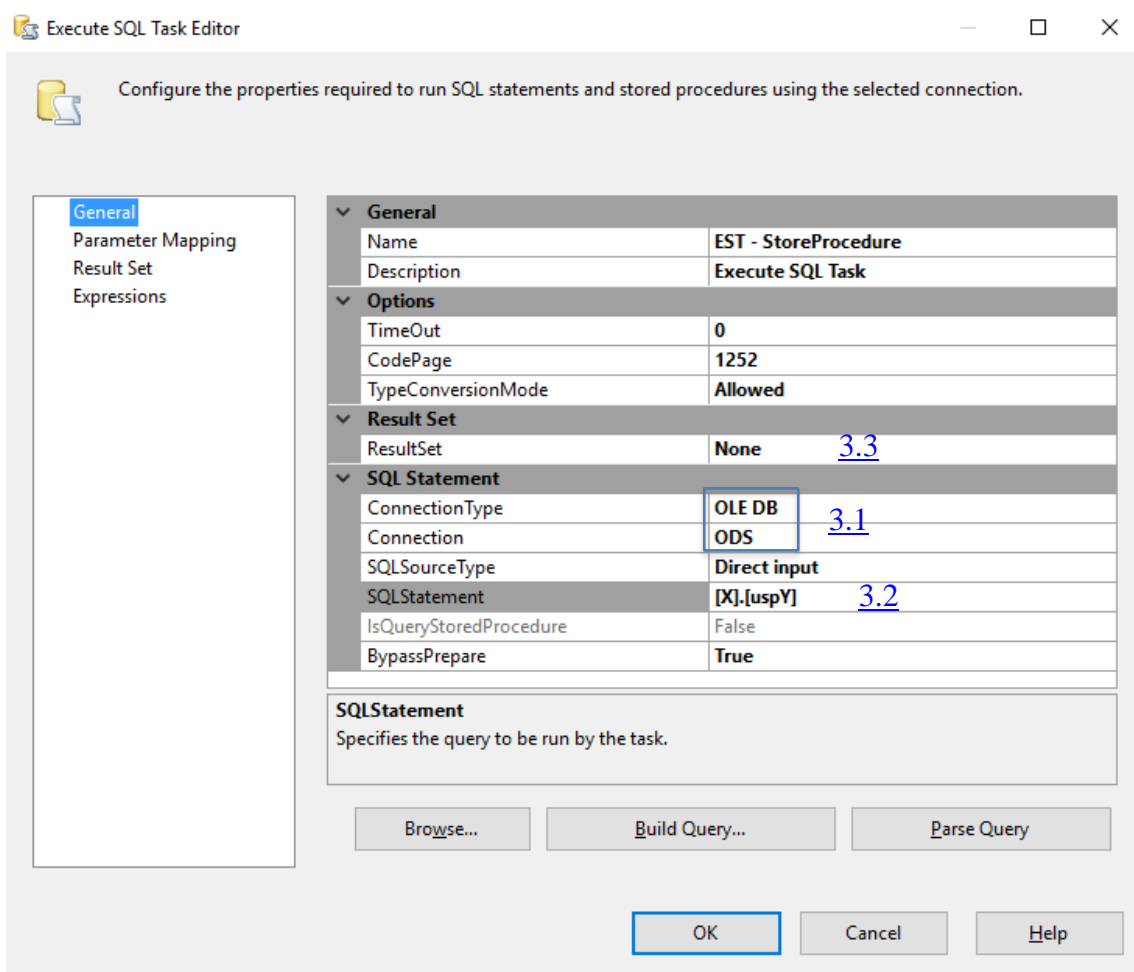 Execute SQL Task Editor
Configure the properties required to run SQL statements and stored procedures using the selected connection.
General
Parameter Mapping
Result Set
Expressions
General
Name EST - StoreProcedure
Description Execute SQL Task
Options
TimeOut 0
CodePage 1252
TypeConversionMode Allowed
Result Set
ResultSet None 3.3
SQL Statement
ConnectionType OLE DB
3.1
Connection ODS
SQLSourceType Direct input
SQLStatement [X].[uspY] 3.2
IsQueryStoredProcedure False
BypassPrepare True
SQLStatement
Specifies the query to be run by the task.
Browse... Build Query... Parse Query
OK Cancel Help